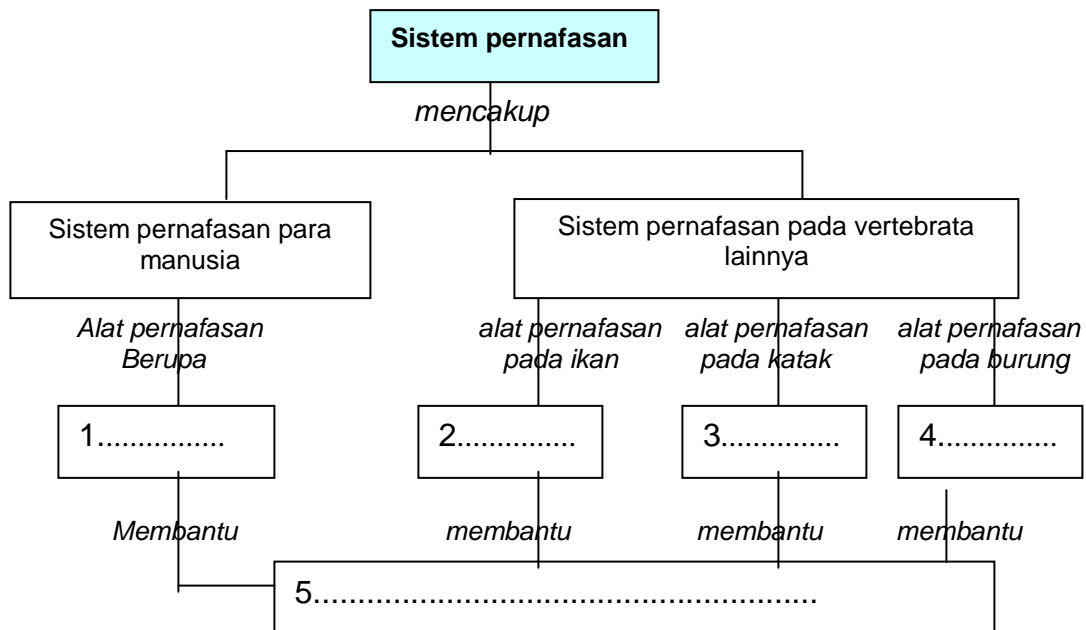 Sistem pernafasan
mencakup
Sistem pernafasan para
manusia
Sistem pernafasan pada vertebrata
lainnya
Alat pernafasan
Berupa
alat pernafasan
pada ikan
alat pernafasan
pada katak
alat pernafasan
pada burung
1...............
2..............
3..............
4..............
Membantu
membantu
membantu
membantu
5.........................................................